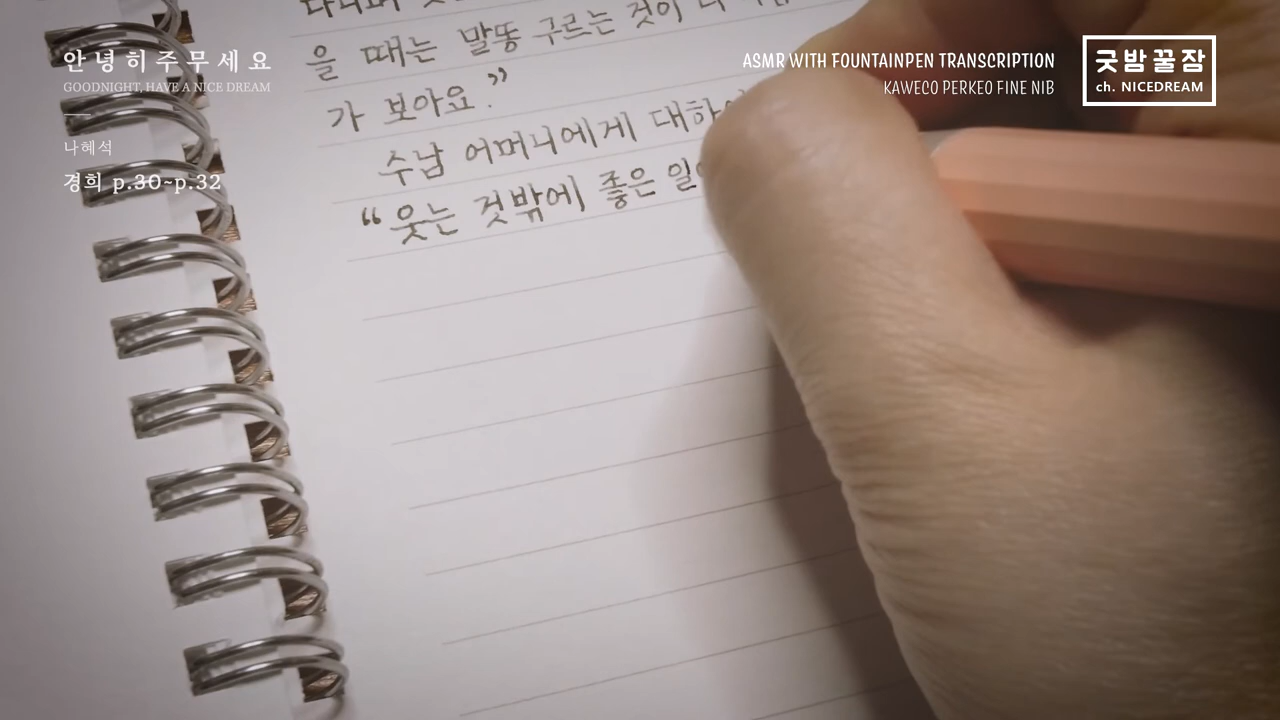 안녕히주무세요
GOODNIGHT, HAVE A NICE DREAM
나혜석
경희 p.30~p.32
ASMR WITH FOUNTAINPEN TRANSCRIPTION
KAWECO PERKEO FINE NIB
굿밤꿀잠
ch. NICEDREAM
을 때는 말똥 구르는 것이
가 보아요."
수남 어머니에게 대하
"웃는 것밖에 좋은 일